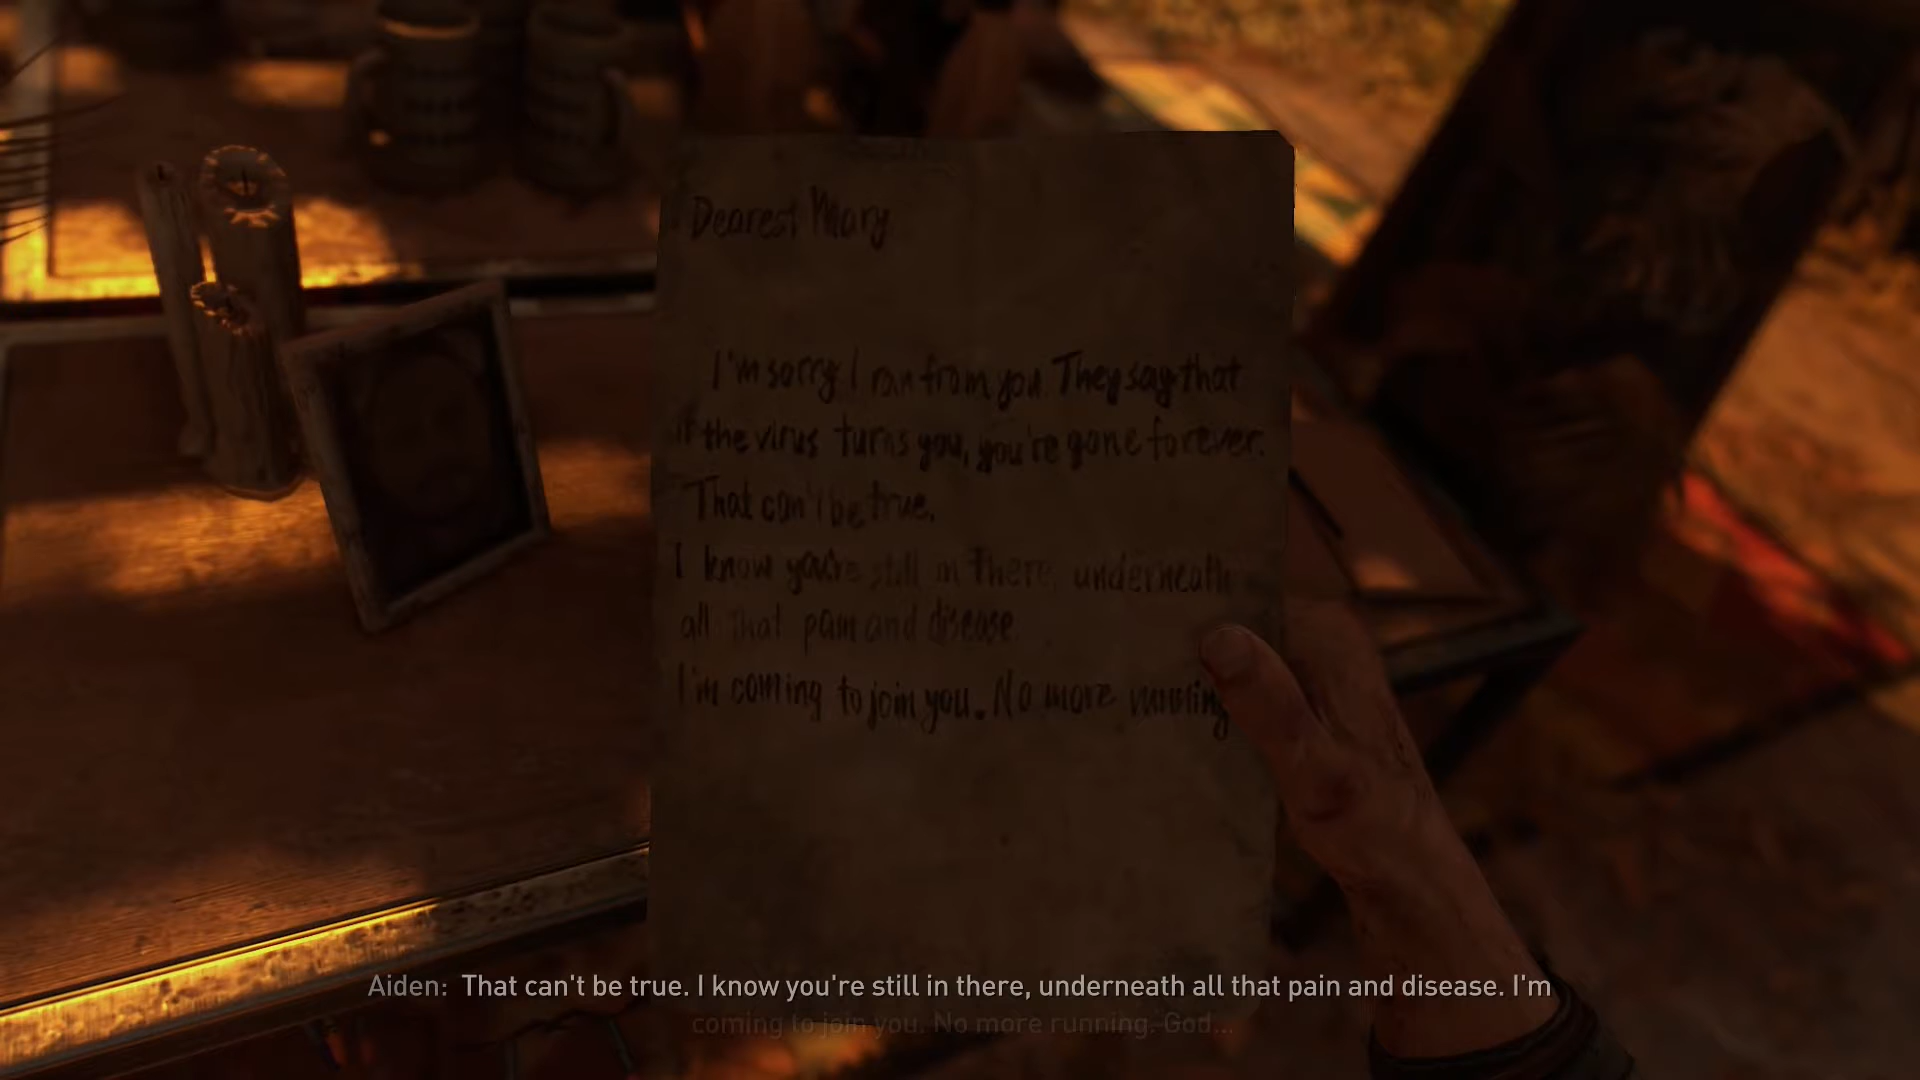 Dearest Mary
I'm sorry I ran from you. They say that
if the virus turns you, you're gone forever.
That can't be true.
I know you're still in there, underneath
all that pain and disease.
I'm coming to join you. No more running
Aiden: That can't be true. I know you're still in there, underneath all that pain and disease. I'm
coming to join you. No more running. God...